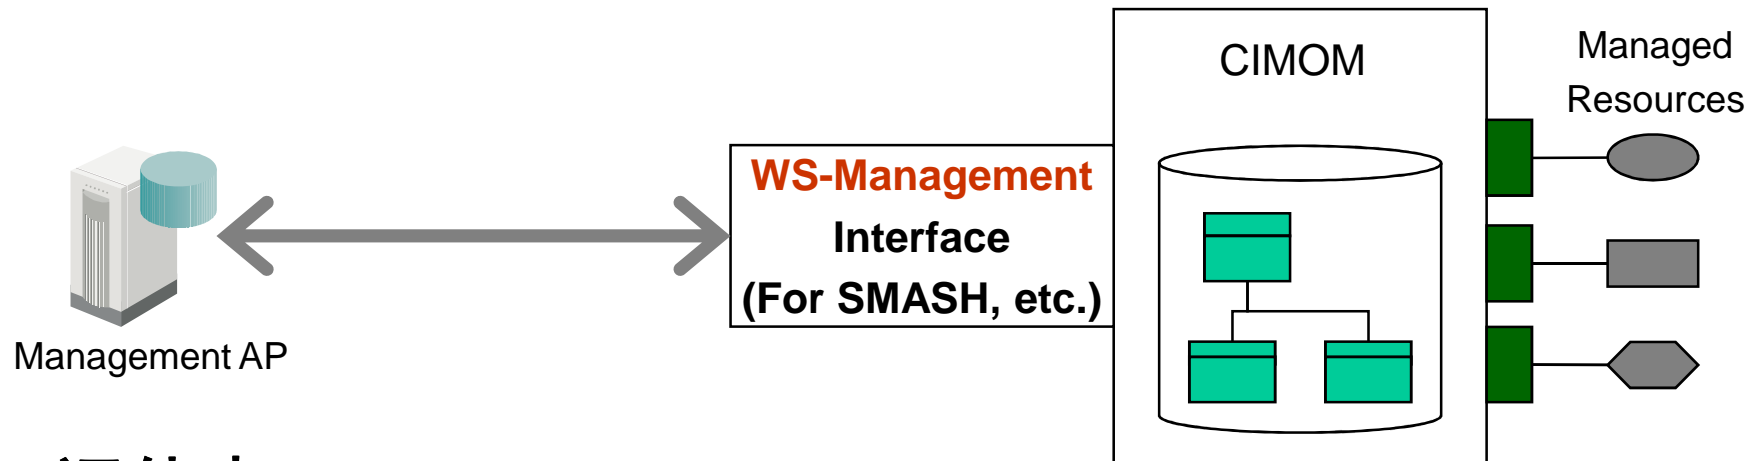 CIMOM
Managed
Resources
WS-Management
Interface
(For SMASH, etc.)
Management AP